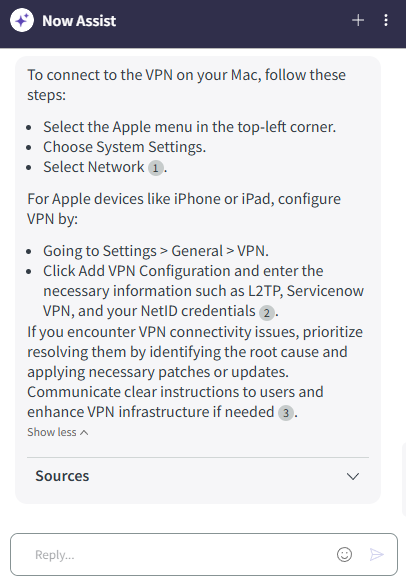 Now Assist
To connect to the VPN on your Mac, follow these
steps:
• Select the Apple menu in the top-left corner.
• Choose System Settings.
• Select Network 1.
For Apple devices like iPhone or iPad, configure
VPN by:
• Going to Settings > General > VPN.
• Click Add VPN Configuration and enter the
necessary information such as L2TP, Servicenow
VPN, and your NetID credentials 2.
If you encounter VPN connectivity issues, prioritize
resolving them by identifying the root cause and
applying necessary patches or updates.
Communicate clear instructions to users and
enhance VPN infrastructure if needed 3.
Show less
Sources
Reply...